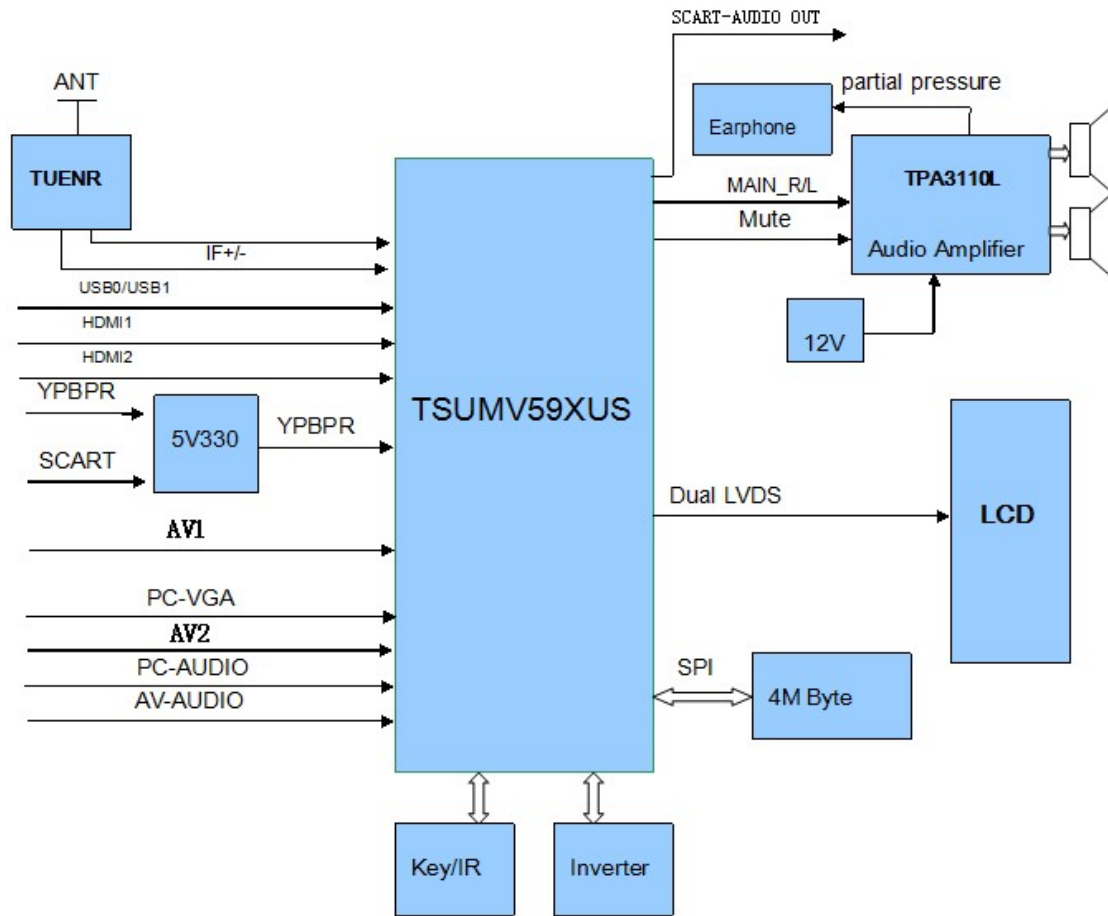 SCART-AUDIO OUT
ANT
partial pressure
Earphone
TUENR
TPA3110L
MAIN_R/L
Mute
Audio Amplifier
IF+/-
USB0/USB1
HDMI1
12V
HDMI2
YPBPR
TSUMV59XUS
5V330
YPBPR
SCART
Dual LVDS
LCD
AV1
PC-VGA
AV2
PC-AUDIO
SPI
4M Byte
AV-AUDIO
Key/IR
Inverter